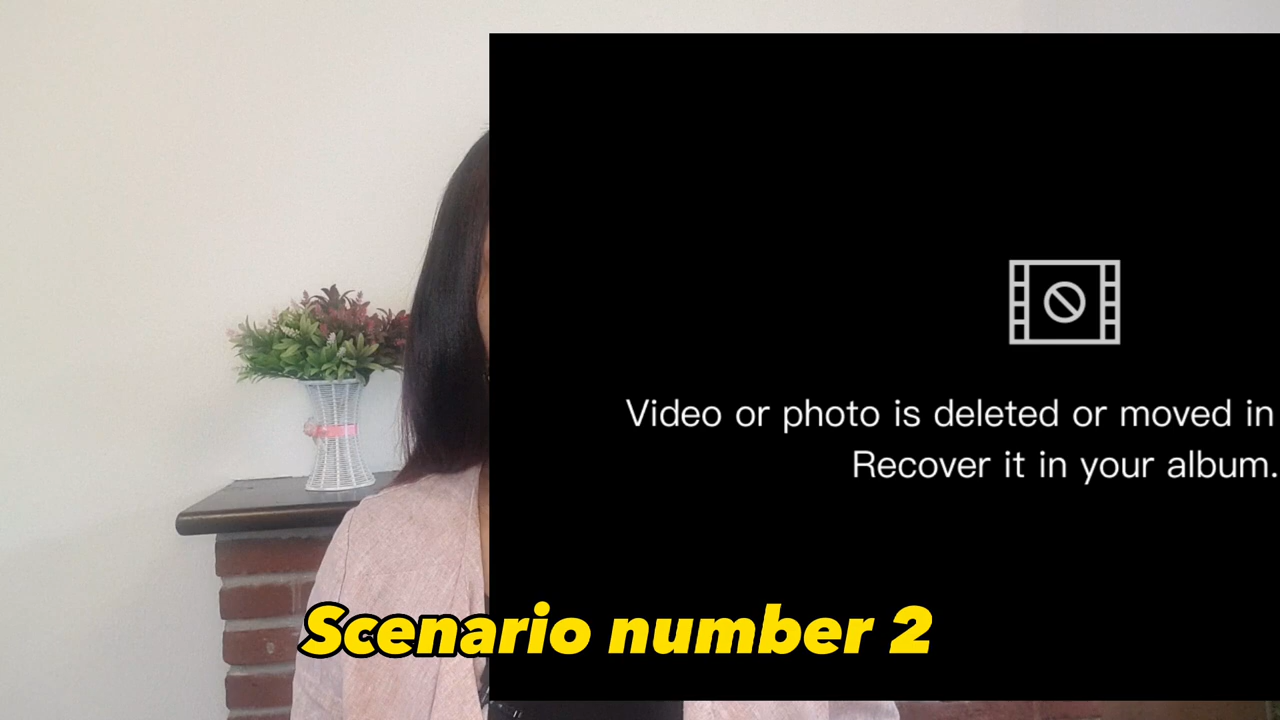 Video or photo is deleted or moved in
Recover it in your album.
Scenario number 2